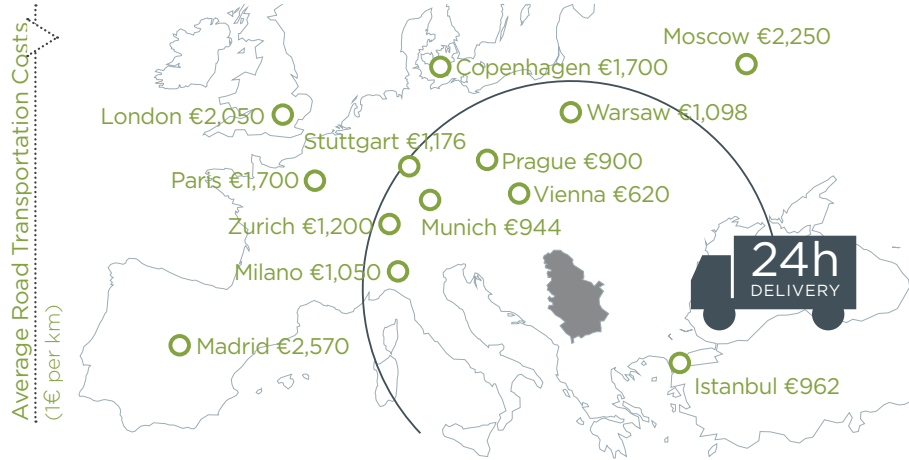 Average Road Transportation Costs
(1€ per km)
Moscow €2,250
Copenhagen €1,700
London €2,050
Warsaw €1,098
Stuttgart €1,176
Prague €900
Paris €1,700
Vienna €620
Zurich €1,200
Munich €944
24h
DELIVERY
Milano €1,050
Madrid €2,570
Istanbul €962